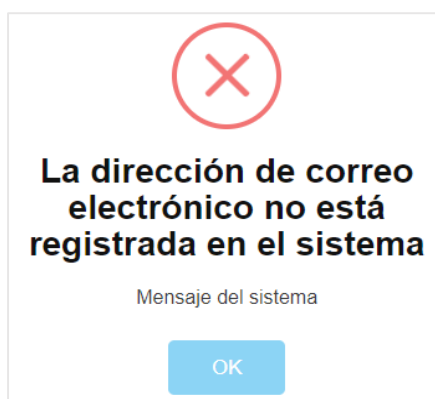 La dirección de correo
electrónico no está
registrada en el sistema
Mensaje del sistema
OK